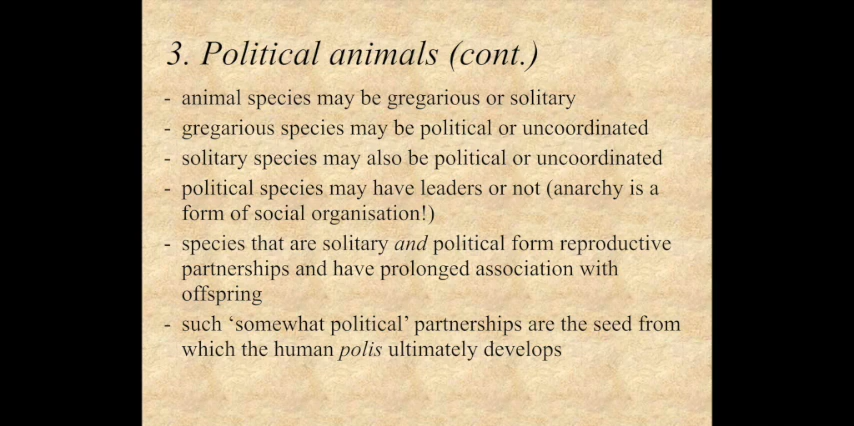 3. Political animals (cont.)
- animal species may be gregarious or solitary
- gregarious species may be political or uncoordinated
- solitary species may also be political or uncoordinated
- political species may have leaders or not (anarchy is a
form of social organisation!)
- species that are solitary and political form reproductive
partnerships and have prolonged association with
offspring
- such ‘somewhat political’ partnerships are the seed from
which the human polis ultimately develops